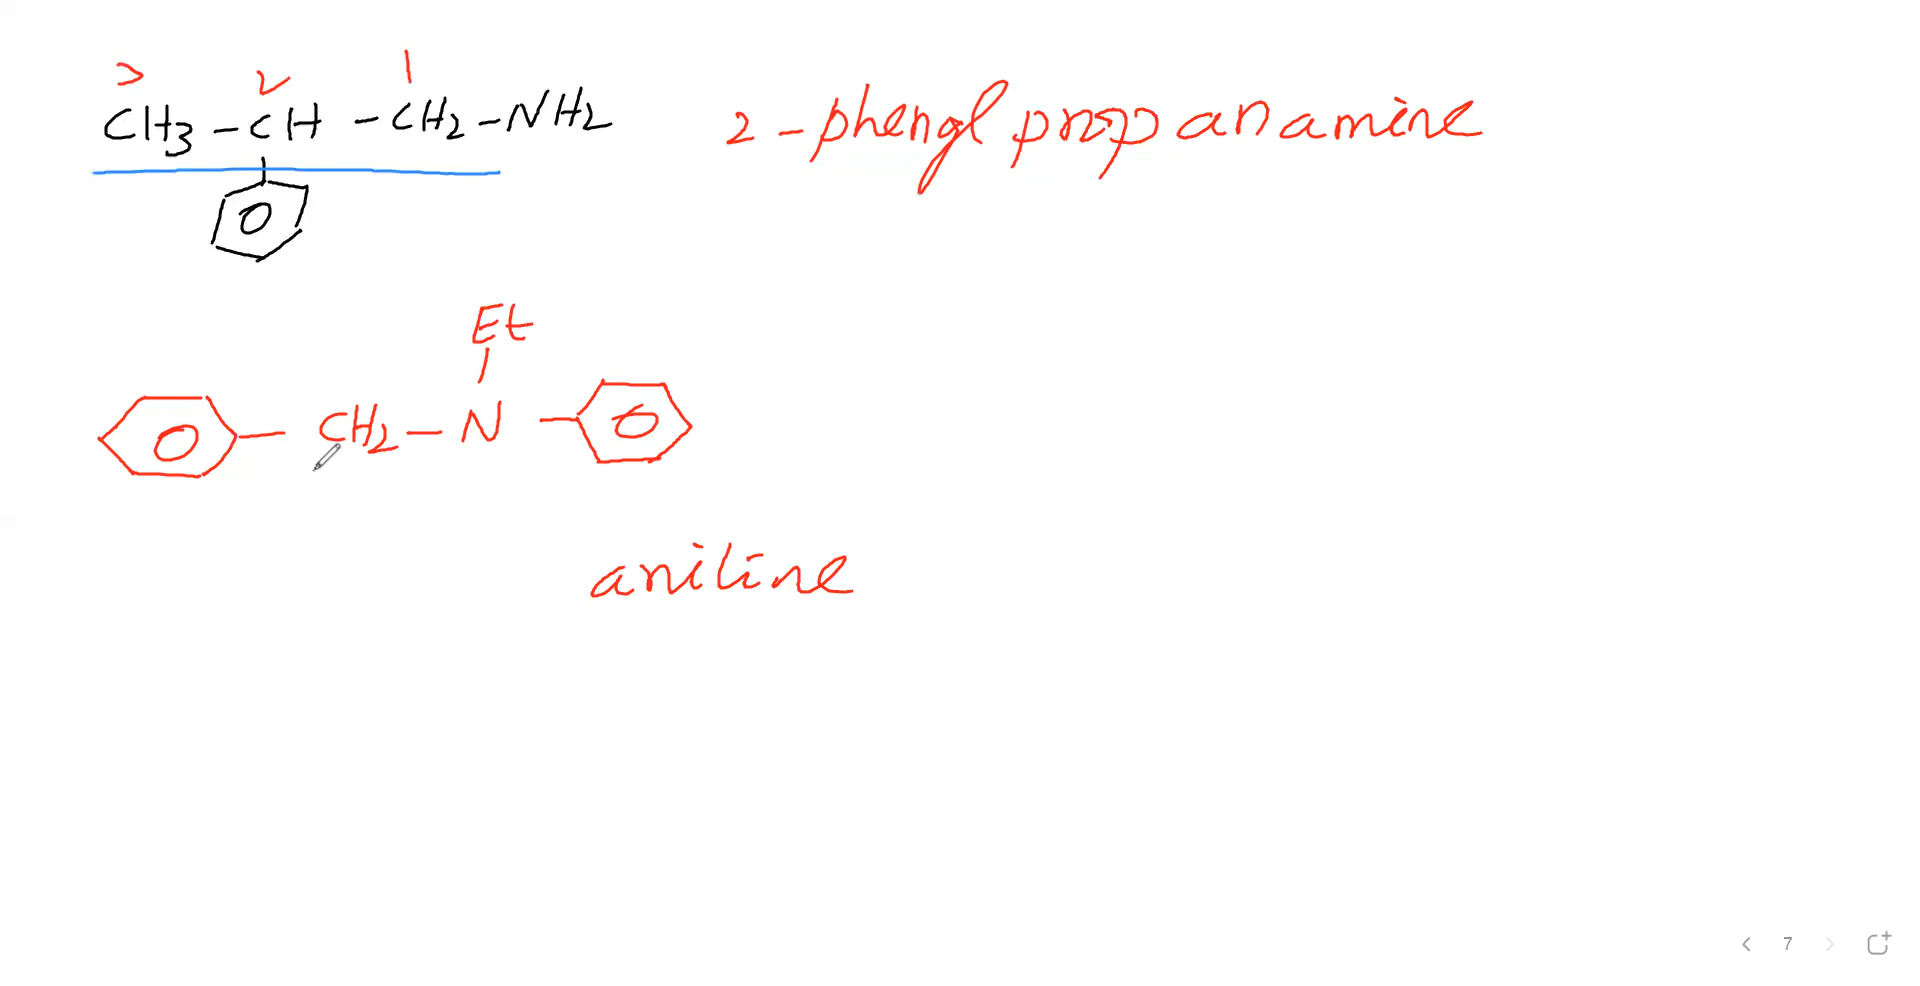 3 2 1
CH3 - CH - CH2 - NH2 2 - phenyl propanamine
Et
CH2 - N
aniline
7